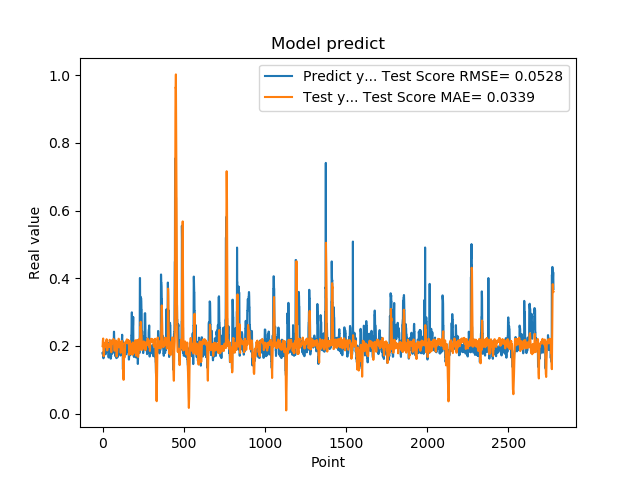 Model predict
1.0
0.8
0.6
0.4
0.2
0.0
Real value
Predict y... Test Score RMSE= 0.0528
Test y... Test Score MAE= 0.0339
0 500 1000 1500 2000 2500
Point